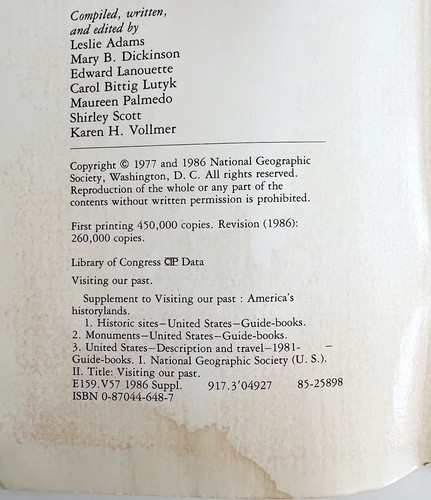 Compiled, written,
and edited by
Leslie Adams
Mary B. Dickinson
Edward Lanouette
Carol Bittig Lutyk
Maureen Palmedo
Shirley Scott
Karen H. Vollmer
Copyright © 1977 and 1986 National Geographic
Society, Washington, D. C. All rights reserved.
Reproduction of the whole or any part of the
contents without written permission is prohibited.
First printing 450,000 copies. Revision (1986):
260,000 copies.
Library of Congress CIP Data
Visiting our past.
Supplement to Visiting our past : America's
historylands.
1. Historic sites—United States—Guide-books.
2. Monuments—United States—Guide-books.
3. United States—Description and travel—1981- —
Guide-books. I. National Geographic Society (U. S.).
II. Title: Visiting our past.
E159.V57 1986 Suppl. 917.3'04927 85-25898
ISBN 0-87044-648-7